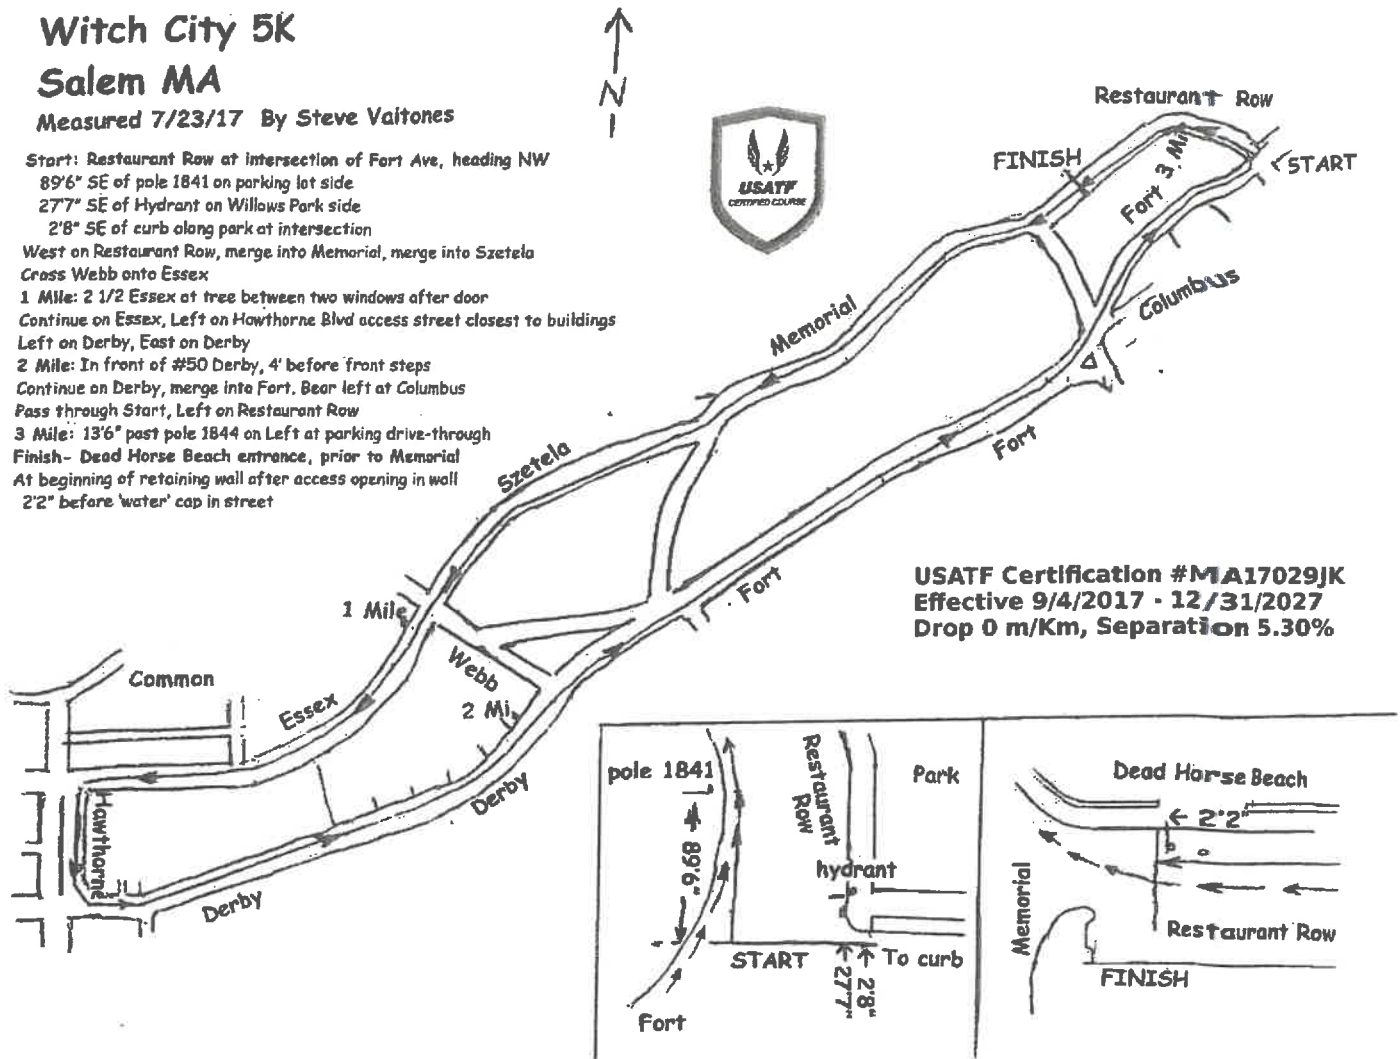 Witch City 5K
Salem MA
Measured 7/23/17 By Steve Vaitones
Start: Restaurant Row at intersection of Fort Ave, heading NW
89'6" SE of pole 1841 on parking lot side
27'7" SE of Hydrant on Willows Park side
2'8" SE of curb along park at intersection
West on Restaurant Row, merge into Memorial, merge into Szetela
Cross Webb onto Essex
1 Mile: 2 1/2 Essex at tree between two windows after door
Continue on Essex, Left on Hawthorne Blvd access street closest to buildings
Left on Derby, East on Derby
2 Mile: In front of #50 Derby, 4' before front steps
Continue on Derby, merge into Fort. Bear left at Columbus
Pass through Start, Left on Restaurant Row
3 Mile: 13'6" past pole 1844 on Left at parking drive-through
Finish- Dead Horse Beach entrance, prior to Memorial
At beginning of retaining wall after access opening in wall
2'2" before 'water' cap in street
N
USATF
CERTIFIED COURSE
Restaurant Row
FINISH
START
3 Mi
Fort
Columbus
Memorial
Szetela
Fort
Fort
1 Mile
Webb
2 Mi
Common
Essex
Hawthorne
Derby
Derby
USATF Certification #MA17029JK
Effective 9/4/2017 - 12/31/2027
Drop 0 m/Km, Separation 5.30%
pole 1841
89'6"
Restaurant
Row
Park
hydrant
START
To curb
27'7"
2'8"
Fort
Dead Horse Beach
2'2"
Memorial
Restaurant Row
FINISH